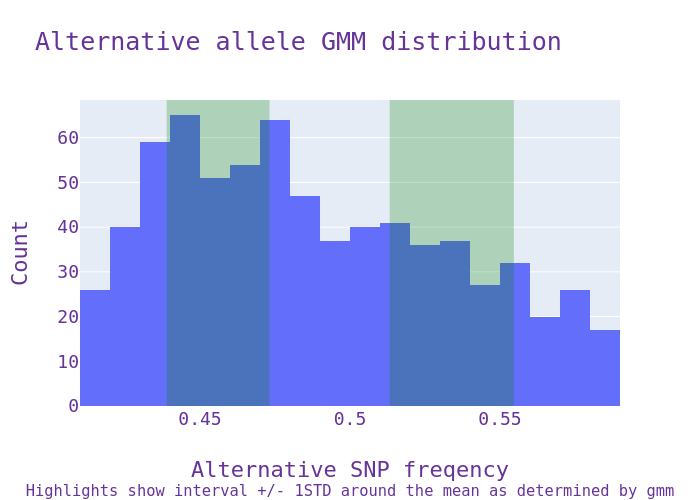 Alternative allele GMM distribution
Count
60
50
40
30
20
10
0
0.45
0.5
0.55
Alternative SNP freqency
Highlights show interval +/- 1STD around the mean as determined by gmm